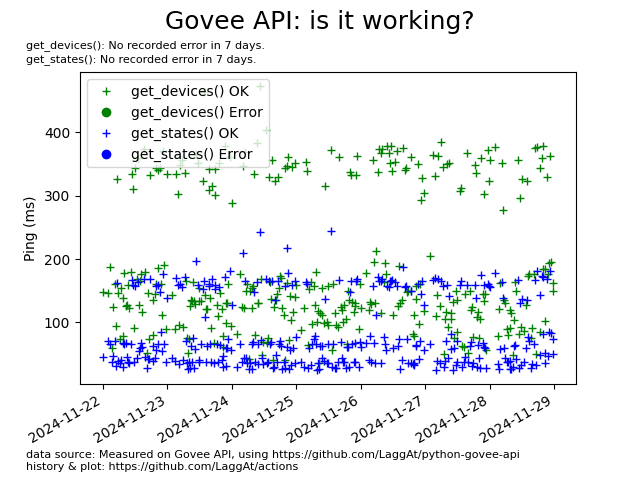 Govee API: is it working?
get_devices(): No recorded error in 7 days.
get_states(): No recorded error in 7 days.
get_devices() OK
get_devices() Error
get_states() OK
get_states() Error
Ping (ms)
400
300
200
100
2024-11-22
2024-11-23
2024-11-24
2024-11-25
2024-11-26
2024-11-27
2024-11-28
2024-11-29
data source: Measured on Govee API, using https://github.com/LaggAt/python-govee-api
history & plot: https://github.com/LaggAt/actions